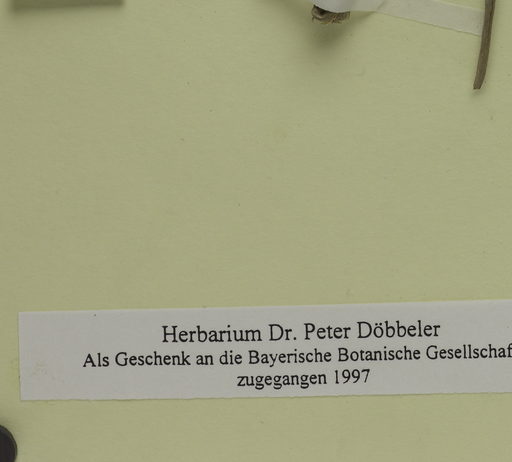 Herbarium Dr. Peter Döbbeler
Als Geschenk an die Bayerische Botanische Gesellschaf
zugegangen 1997